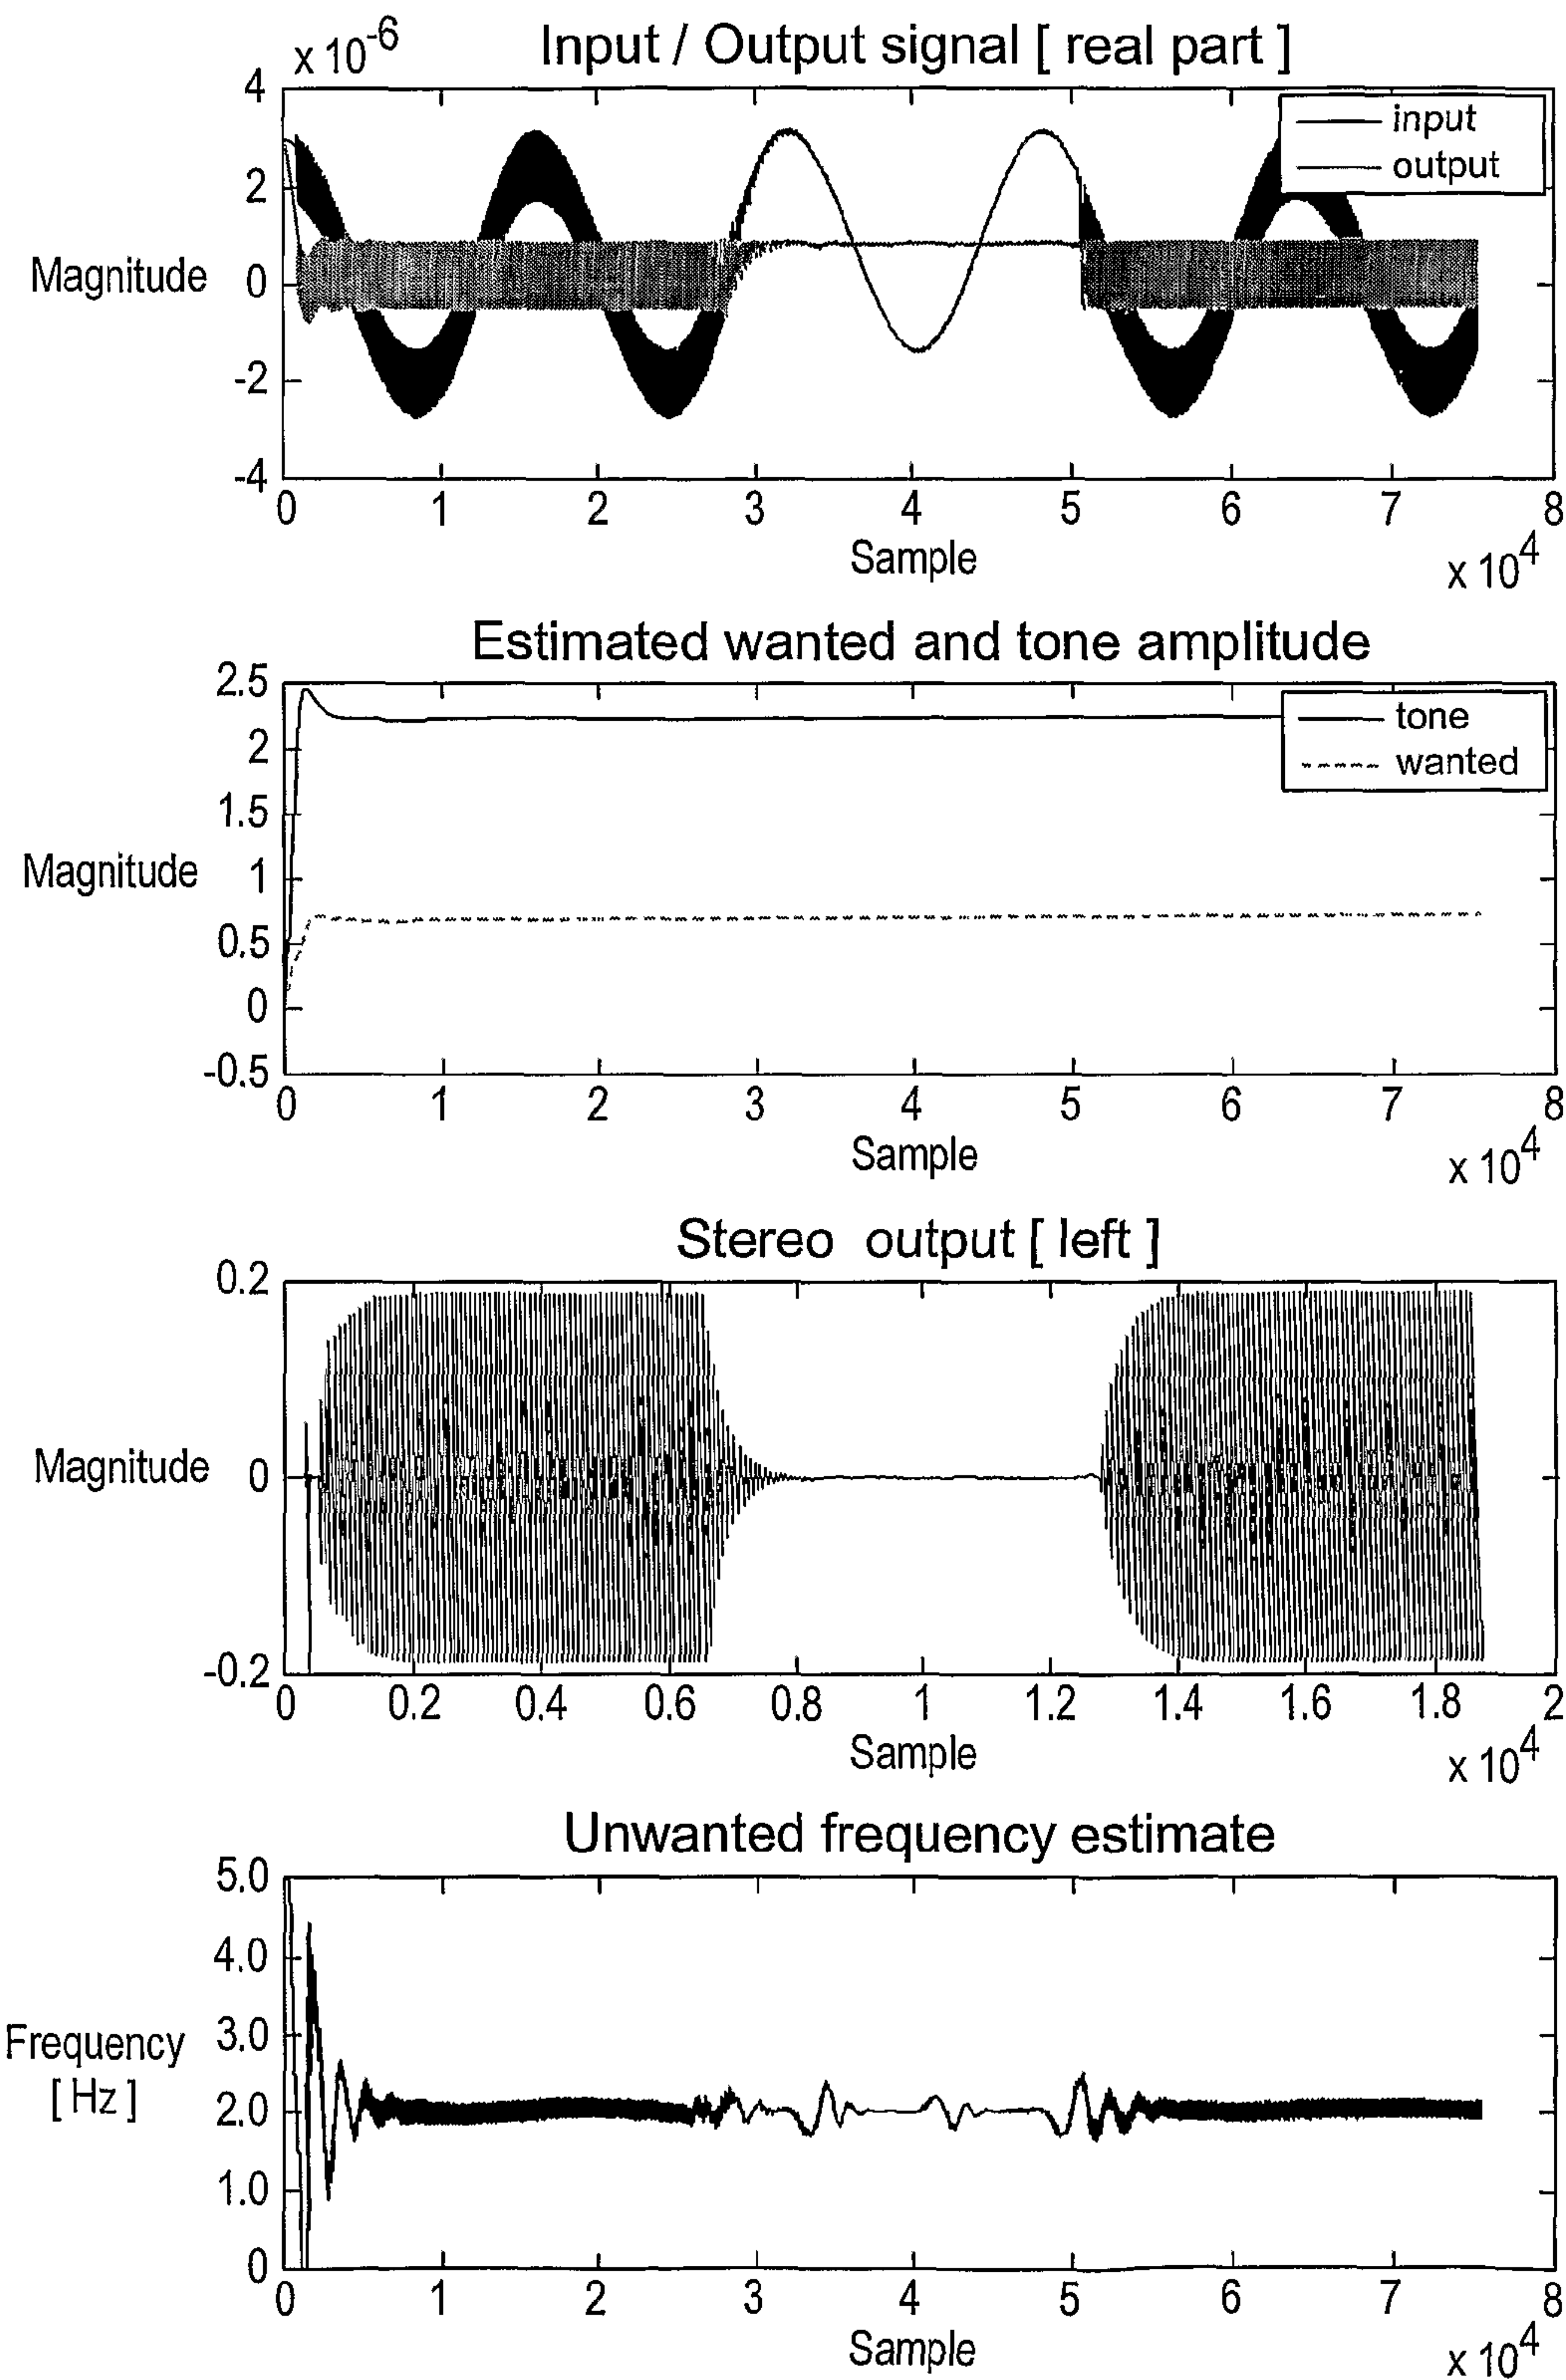 x 10-6
Input / Output signal [ real part ]
input
output
4
2
0
-2
-4
Magnitude
0 1 2 3 4 5 6 7 8
Sample
x 104
Estimated wanted and tone amplitude
tone
wanted
2.5
2
1.5
1
0.5
0
-0.5
Magnitude
0 1 2 3 4 5 6 7 8
Sample
x 104
Stereo output [ left ]
0.2
0
-0.2
Magnitude
0 0.2 0.4 0.6 0.8 1 1.2 1.4 1.6 1.8 2
Sample
x 104
Unwanted frequency estimate
5.0
4.0
3.0
2.0
1.0
0
Frequency
[ Hz ]
0 1 2 3 4 5 6 7 8
Sample
x 104